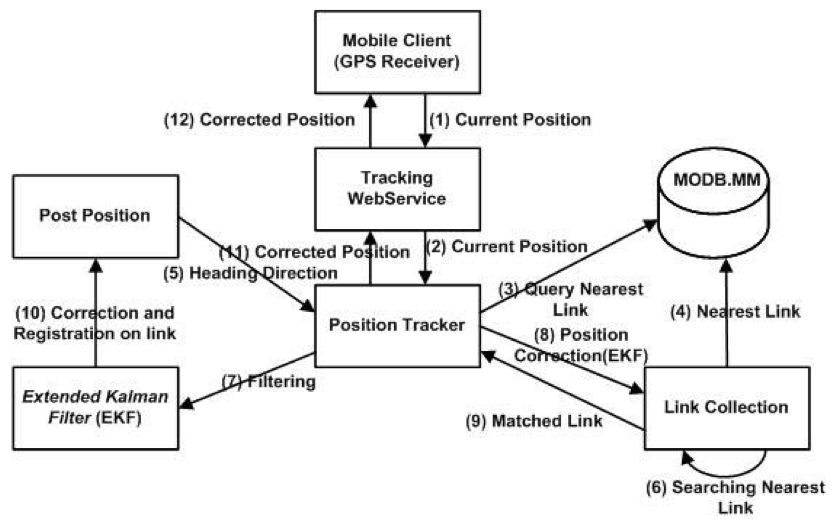 Mobile Client
(GPS Receiver)
(12) Corrected Position
(1) Current Position
Tracking
WebService
MODB.MM
Post Position
(11) Corrected Position
(2) Current Position
(5) Heading Direction
(3) Query Nearest
Link
(10) Correction and
Registration on link
Position Tracker
(4) Nearest Link
(8) Position
Correction(EKF)
(7) Filtering
Extended Kalman
Filter (EKF)
(9) Matched Link
Link Collection
(6) Searching Nearest
Link